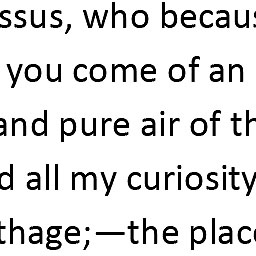 ssus, who becaus
you come of an
and pure air of th
d all my curiosity
thage;—the place